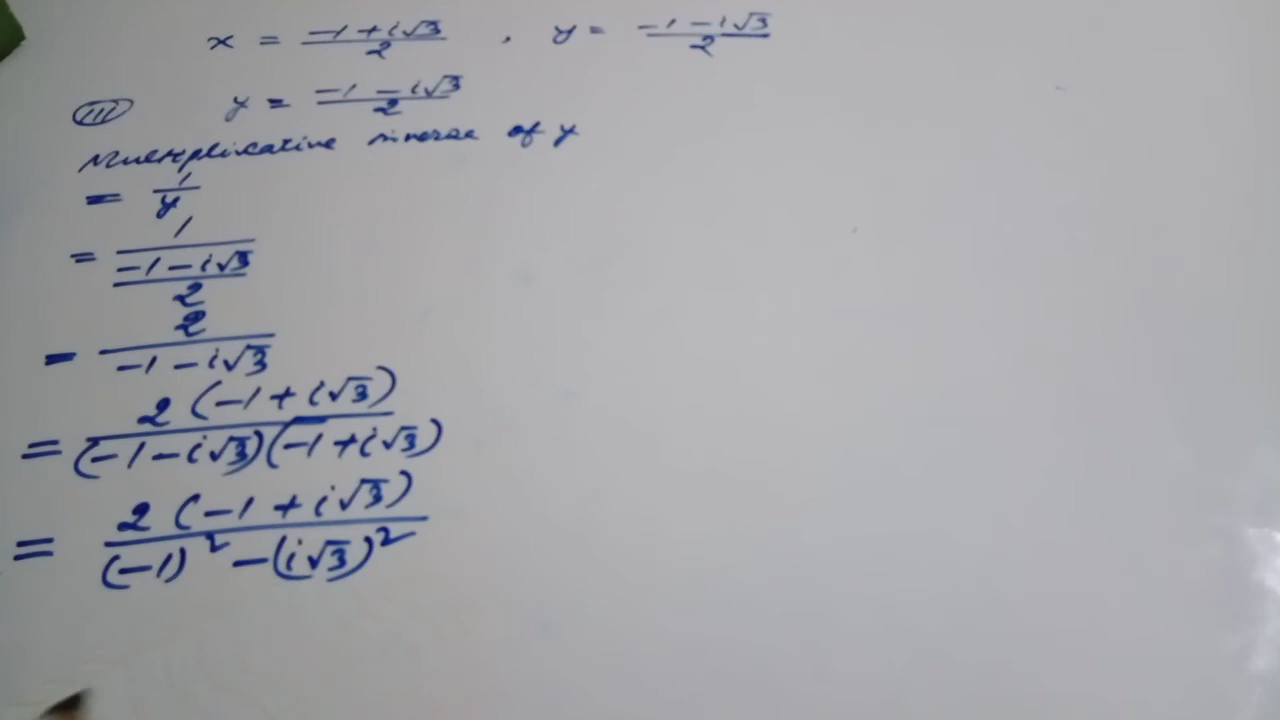 x = (-1 + i√3)/2 , y = (-1 - i√3)/2
(III) y = (-1 - i√3)/2
Multiplicative inverse of y
= 1/y
= 1/((-1 - i√3)/2)
= 2/(-1 - i√3)
= 2(-1 + i√3)/((-1 - i√3)(-1 + i√3))
= 2(-1 + i√3)/((-1)² - (i√3)²)